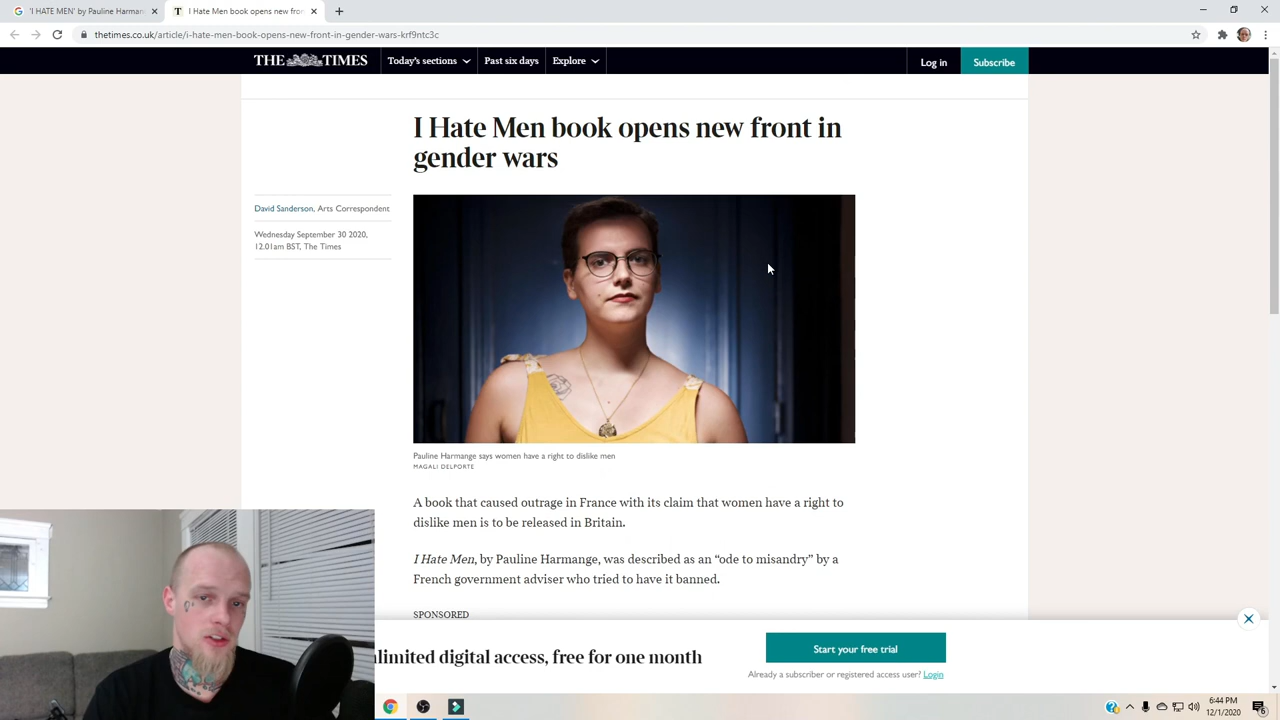 'I HATE MEN' book
I Hate Men book opens new front
thetimes.co.uk/article/i-hate-men-book-opens-new-front-in-gender-wars-krf9ntc3c
THE TIMES
Today's sections
Past six days
Explore
Log in
Subscribe
I Hate Men book opens new front in
gender wars
David Sanderson, Arts Correspondent
Wednesday September 30 2020,
12.01am BST, The Times
Pauline Harmange says women have a right to dislike men
MAGALI DELPORTE
A book that caused outrage in France with its claim that women have a right to
dislike men is to be released in Britain.
I Hate Men, by Pauline Harmange, was described as an “ode to misandry” by a
French government adviser who tried to have it banned.
SPONSORED
nlimited digital access, free for one month
Start your free trial
Already a subscriber or registered access user? Login
6:44 PM
12/1/2020
6